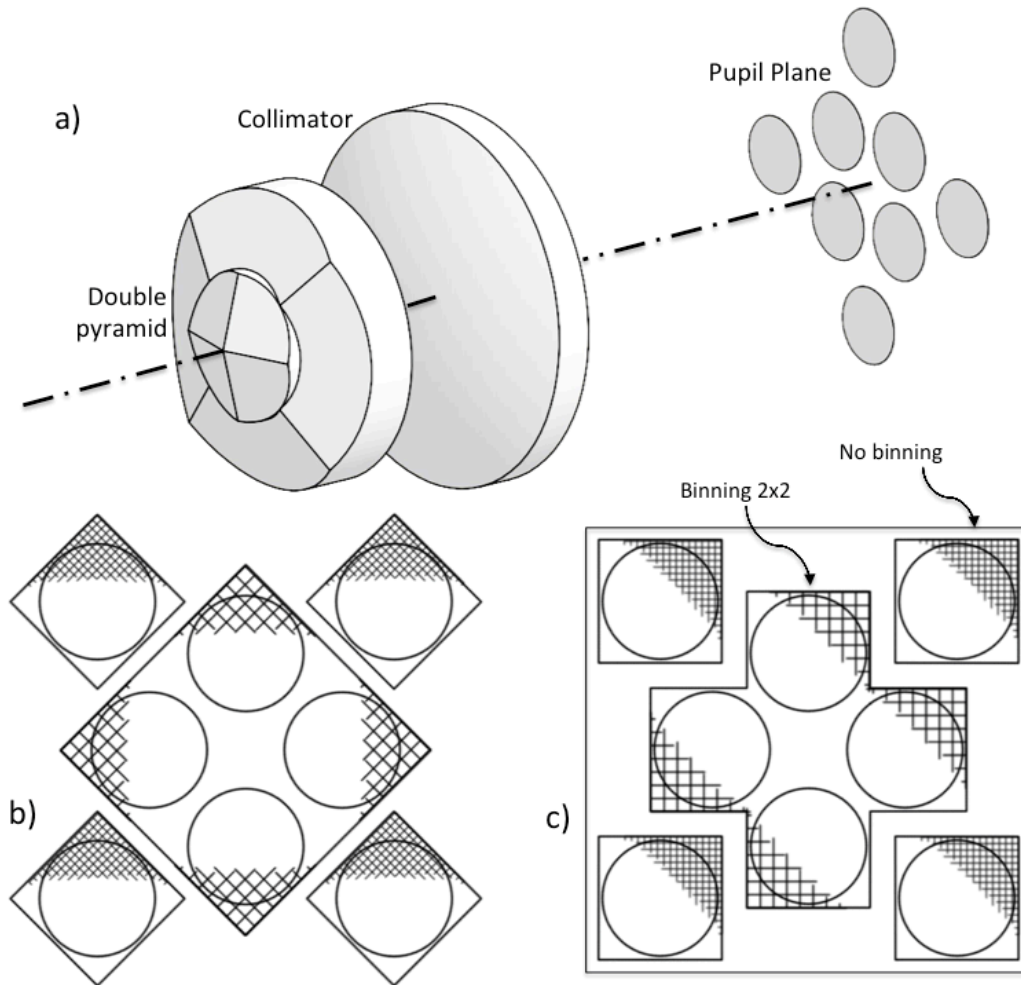 Pupil Plane
a)
Collimator
Double
pyramid
No binning
Binning 2x2
b)
c)